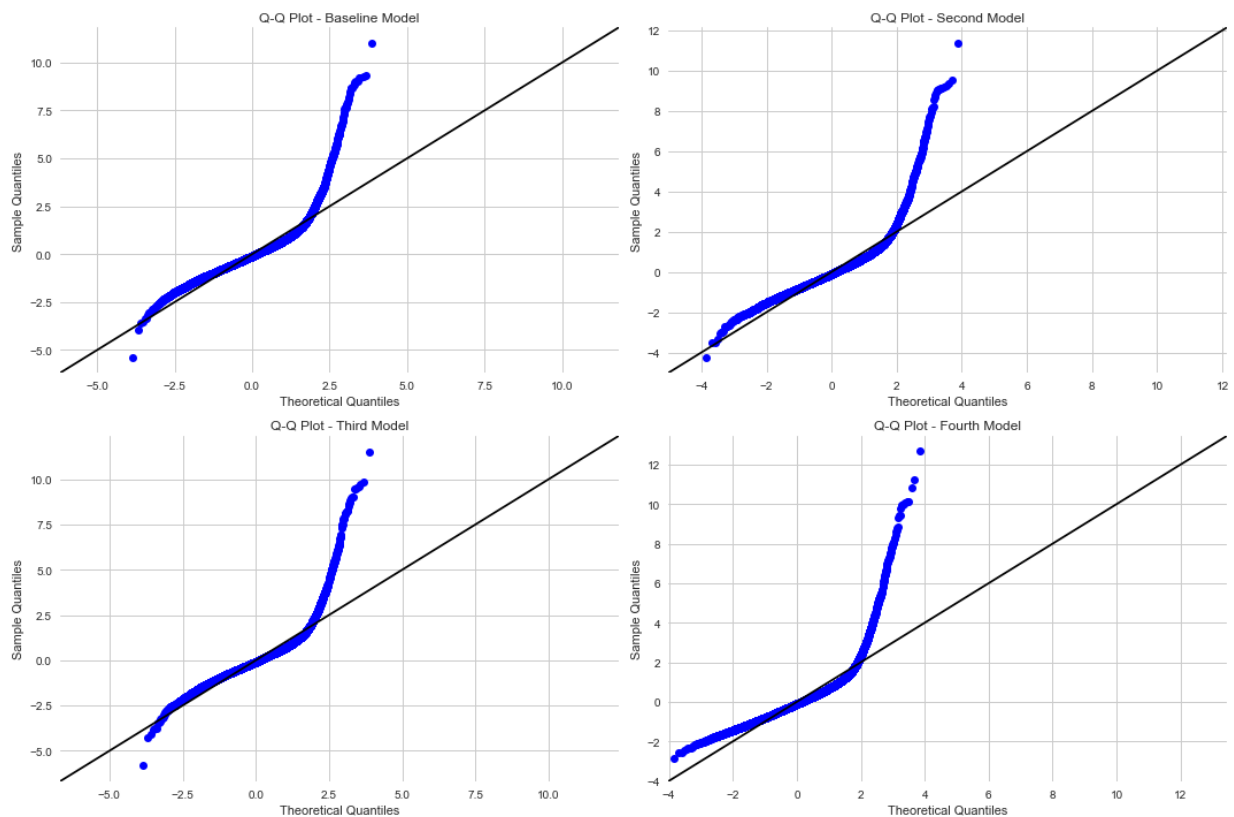 Q-Q Plot - Baseline Model
10.0
7.5
5.0
2.5
0.0
−2.5
−5.0
Sample Quantiles
−5.0 −2.5 0.0 2.5 5.0 7.5 10.0
Theoretical Quantiles
Q-Q Plot - Second Model
12
10
8
6
4
2
0
−2
−4
Sample Quantiles
−4 −2 0 2 4 6 8 10 12
Theoretical Quantiles
Q-Q Plot - Third Model
10.0
7.5
5.0
2.5
0.0
−2.5
−5.0
Sample Quantiles
−5.0 −2.5 0.0 2.5 5.0 7.5 10.0
Theoretical Quantiles
Q-Q Plot - Fourth Model
12
10
8
6
4
2
0
−2
−4
Sample Quantiles
−4 −2 0 2 4 6 8 10 12
Theoretical Quantiles